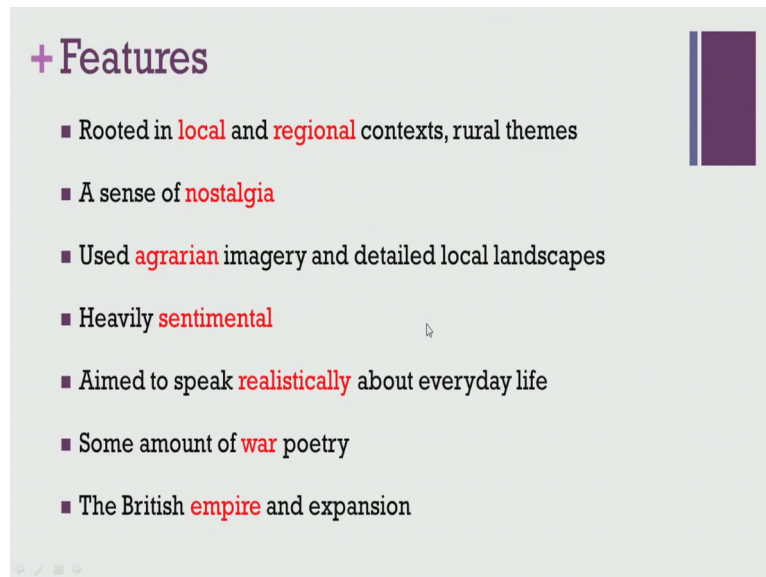 + Features
Rooted in local and regional contexts, rural themes
A sense of nostalgia
Used agrarian imagery and detailed local landscapes
Heavily sentimental
Aimed to speak realistically about everyday life
Some amount of war poetry
The British empire and expansion